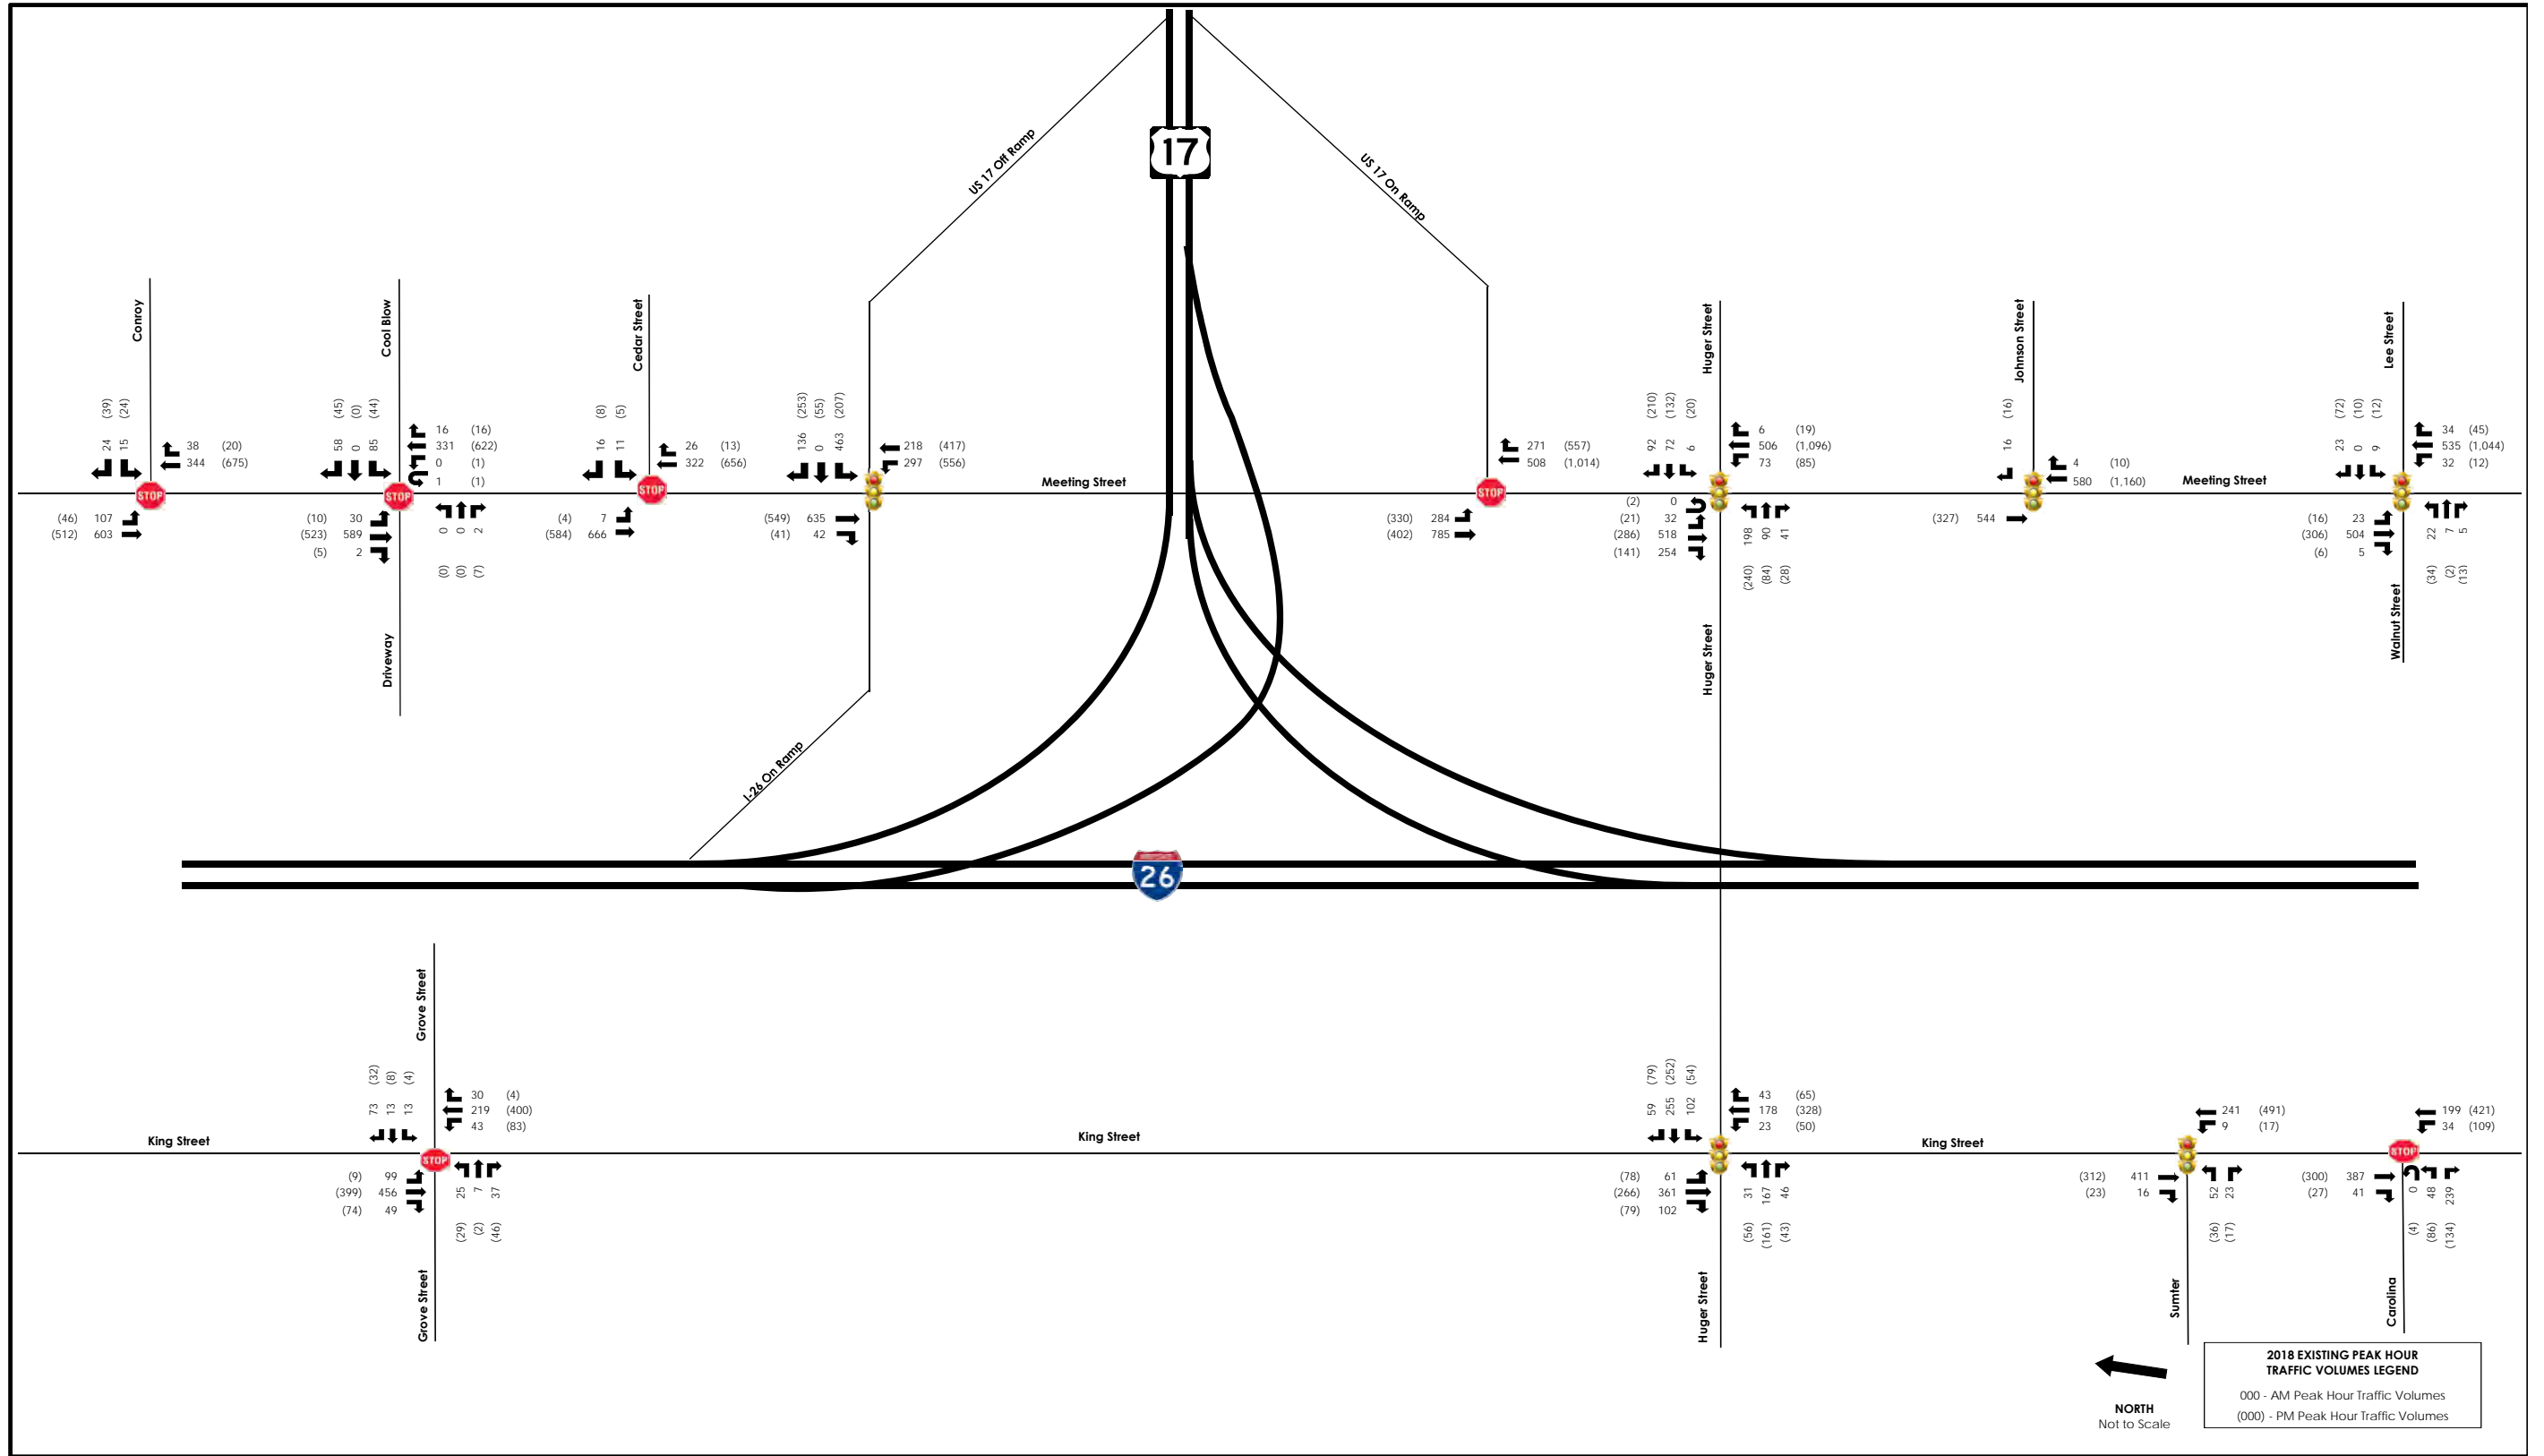 17
US 17 Off Ramp
US 17 On Ramp
Conroy
(39) (24)
24 15
38 (20)
344 (675)
STOP
(46) 107
(512) 603
Cool Blow
(45) (0) (44)
58 0 85
16 (16)
331 (622)
0 (1)
1 (1)
STOP
(10) 30
(523) 589
(5) 2
0 0 2
(0) (0) (7)
Driveway
Cedar Street
(8) (5)
16 11
26 (13)
322 (656)
STOP
(4) 7
(584) 666
(253) (55) (207)
136 0 463
218 (417)
297 (556)
(549) 635
(41) 42
Meeting Street
I-26 On Ramp
271 (557)
508 (1,014)
STOP
(330) 284
(402) 785
Huger Street
(210) (132) (20)
92 72 6
6 (19)
506 (1,096)
73 (85)
(2) 0
(21) 32
(286) 518
(141) 254
198 90 41
(240) (84) (28)
Huger Street
Johnson Street
(16)
16
4 (10)
580 (1,160)
(327) 544
Meeting Street
Lee Street
(72) (10) (12)
23 0 9
34 (45)
535 (1,044)
32 (12)
(16) 23
(306) 504
(6) 5
22 7 5
(34) (2) (13)
Walnut Street
26
Grove Street
(32) (8) (4)
73 13 13
30 (4)
219 (400)
43 (83)
King Street
STOP
(9) 99
(399) 456
(74) 49
25 7 37
(29) (2) (46)
Grove Street
King Street
(79) (252) (54)
59 255 102
43 (65)
178 (328)
23 (50)
(78) 61
(266) 361
(79) 102
31 167 46
(56) (161) (43)
Huger Street
King Street
241 (491)
9 (17)
(312) 411
(23) 16
52 23
(36) (17)
Sumter
199 (421)
34 (109)
STOP
(300) 387
(27) 41
0 48 239
(4) (86) (134)
Carolina
NORTH
Not to Scale
2018 EXISTING PEAK HOUR
TRAFFIC VOLUMES LEGEND
000 - AM Peak Hour Traffic Volumes
(000) - PM Peak Hour Traffic Volumes